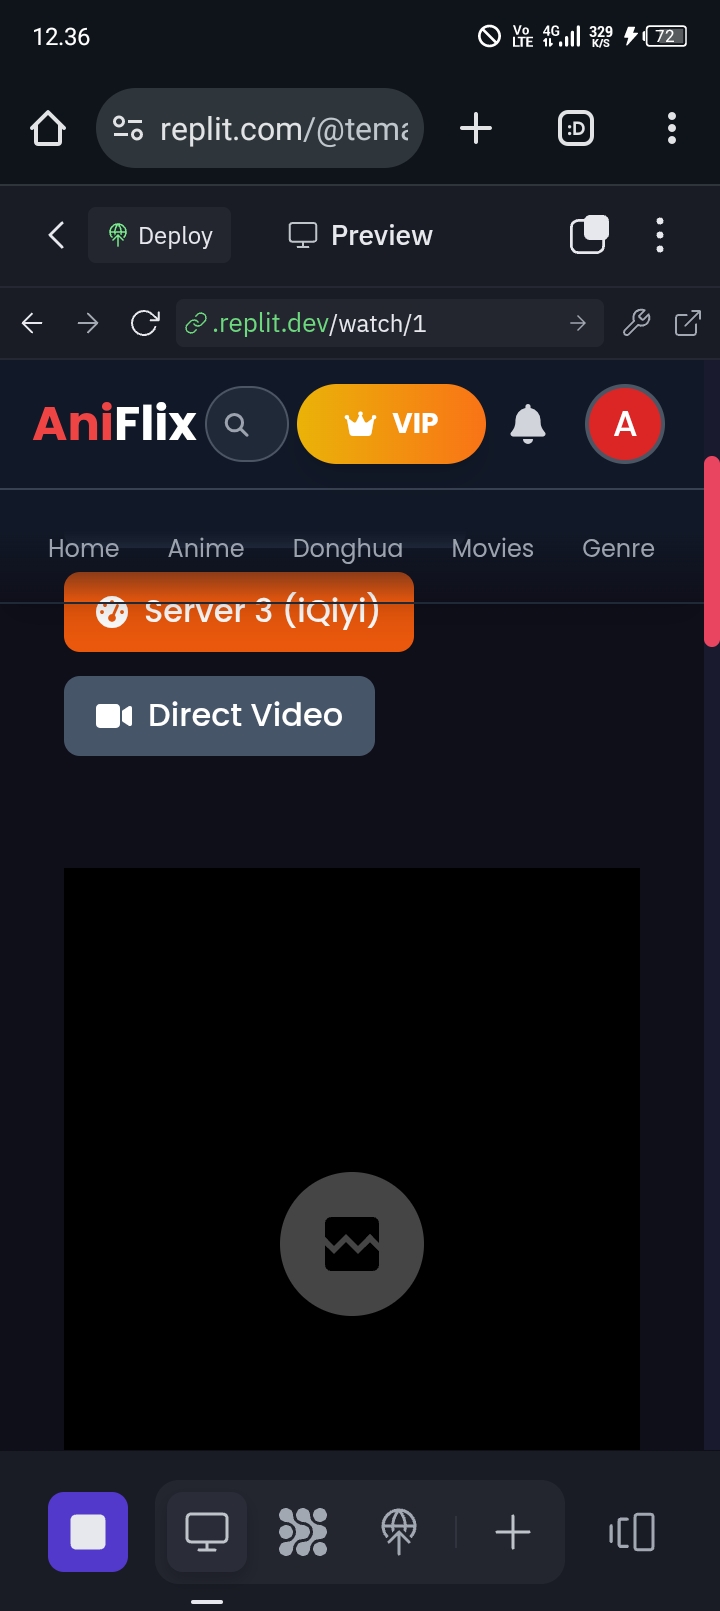 12.36
Vo LTE 4G 329 K/S 72
replit.com/@tema
:D
Deploy
Preview
.replit.dev/watch/1
AniFlix
VIP
A
Home Anime Donghua Movies Genre
Server 3 (iQiyi)
Direct Video